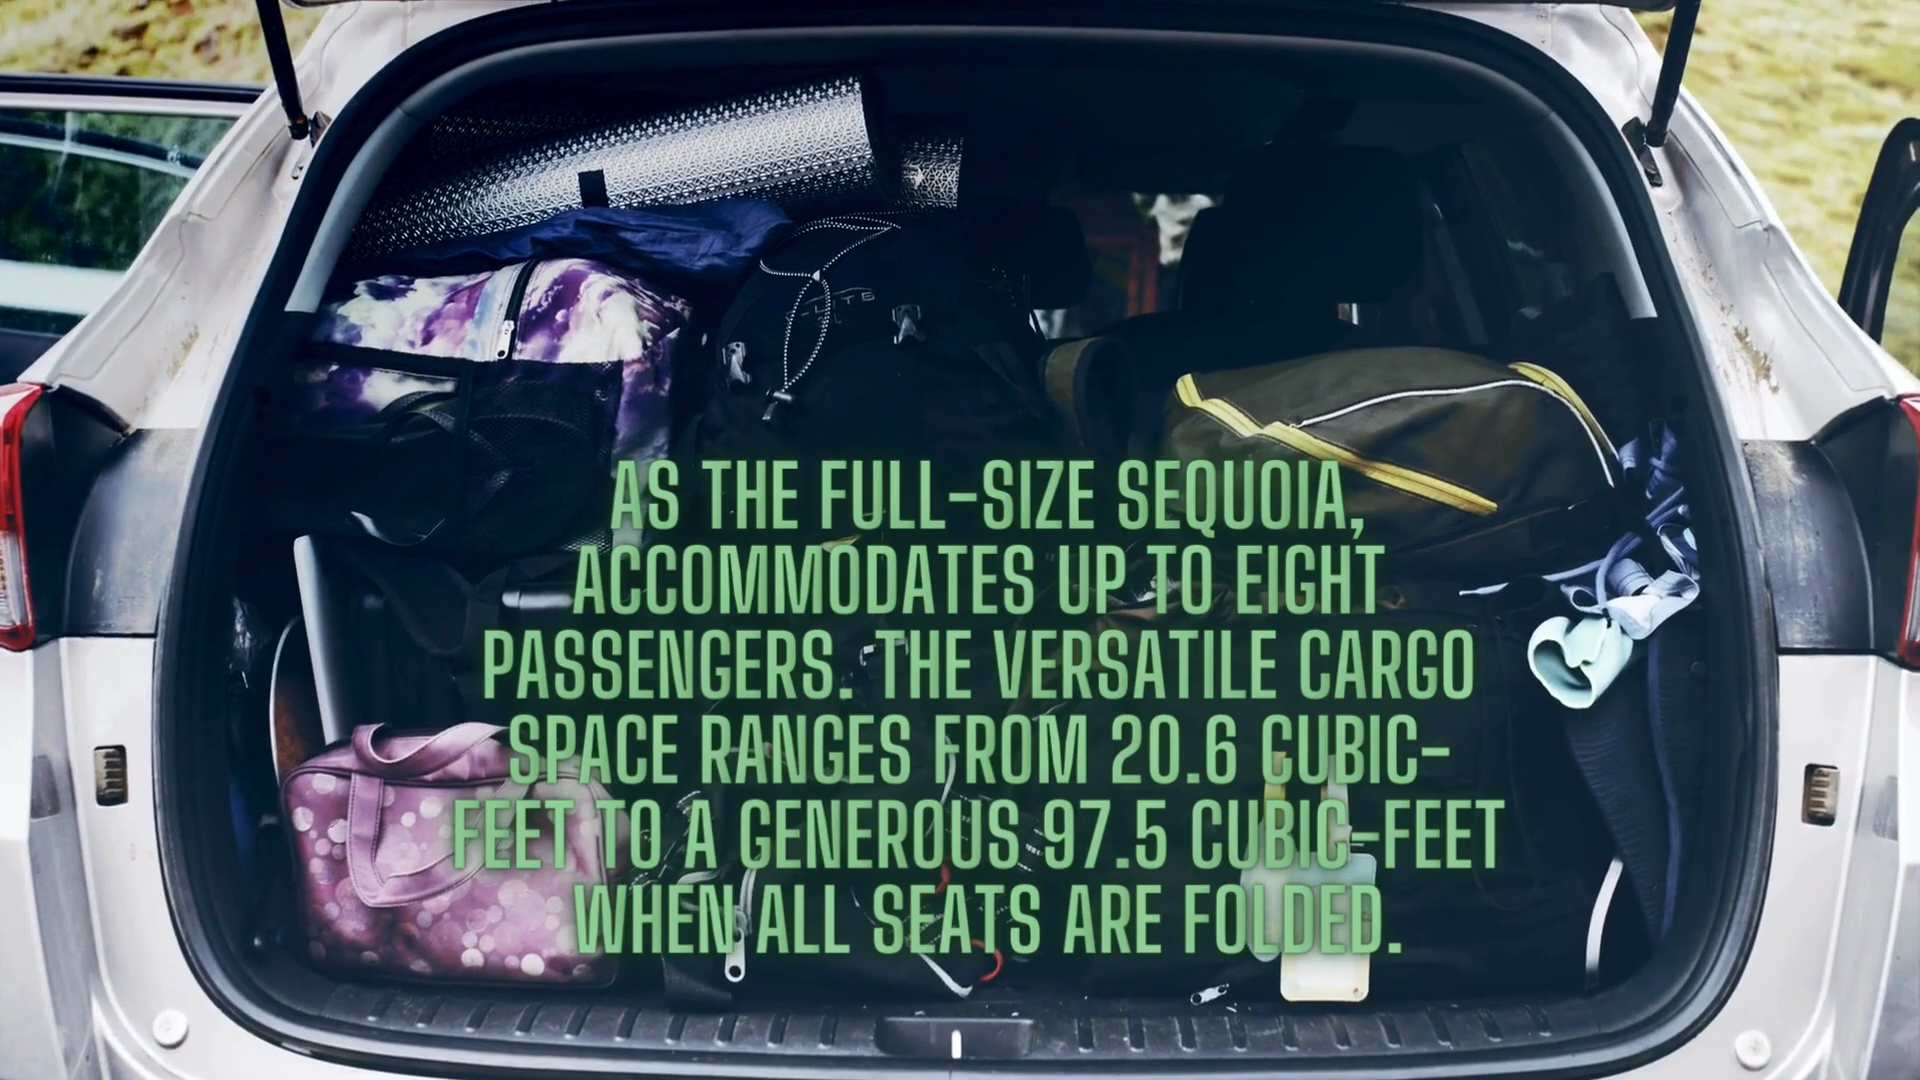 AS THE FULL-SIZE SEQUOIA,
ACCOMMODATES UP TO EIGHT
PASSENGERS. THE VERSATILE CARGO
SPACE RANGES FROM 20.6 CUBIC-
FEET TO A GENEROUS 97.5 CUBIC-FEET
WHEN ALL SEATS ARE FOLDED.